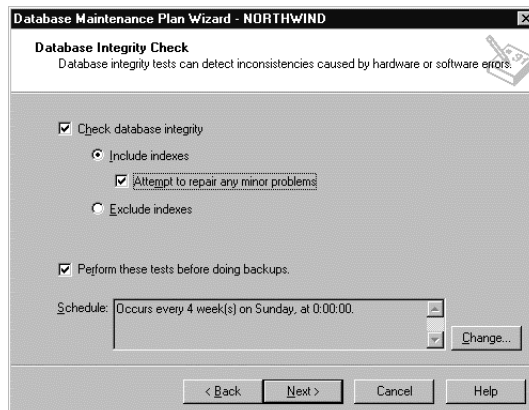 Database Maintenance Plan Wizard - NORTHWIND
Database Integrity Check
Database integrity tests can detect inconsistencies caused by hardware or software errors.
Check database integrity
Include indexes
Attempt to repair any minor problems
Exclude indexes
Perform these tests before doing backups.
Schedule: Occurs every 4 week(s) on Sunday, at 0:00:00.
Change...
< Back Next > Cancel Help